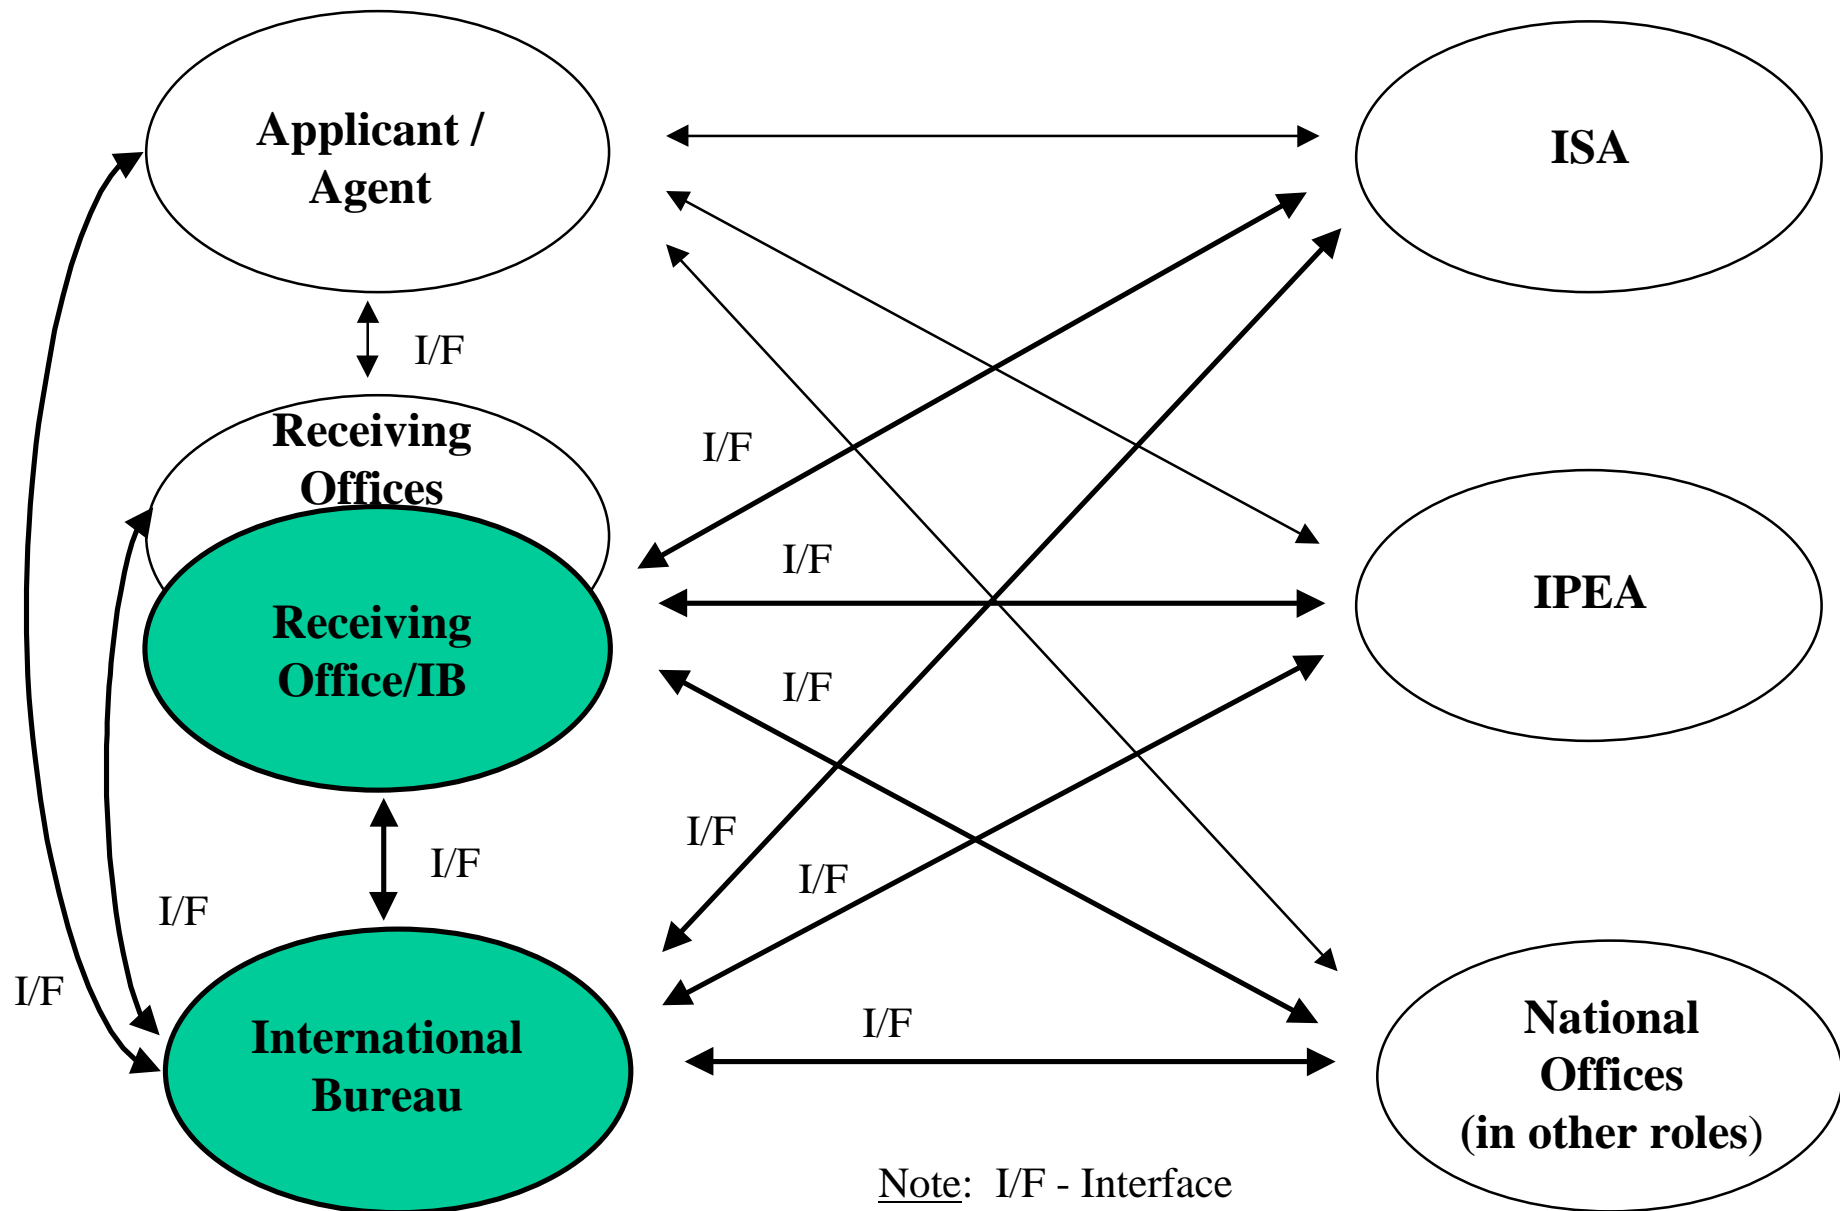 Applicant /
Agent
ISA
I/F
Receiving
Offices
I/F
I/F
Receiving
Office/IB
IPEA
I/F
I/F
I/F
I/F
I/F
I/F
International
Bureau
I/F
National
Offices
(in other roles)
Note: I/F - Interface